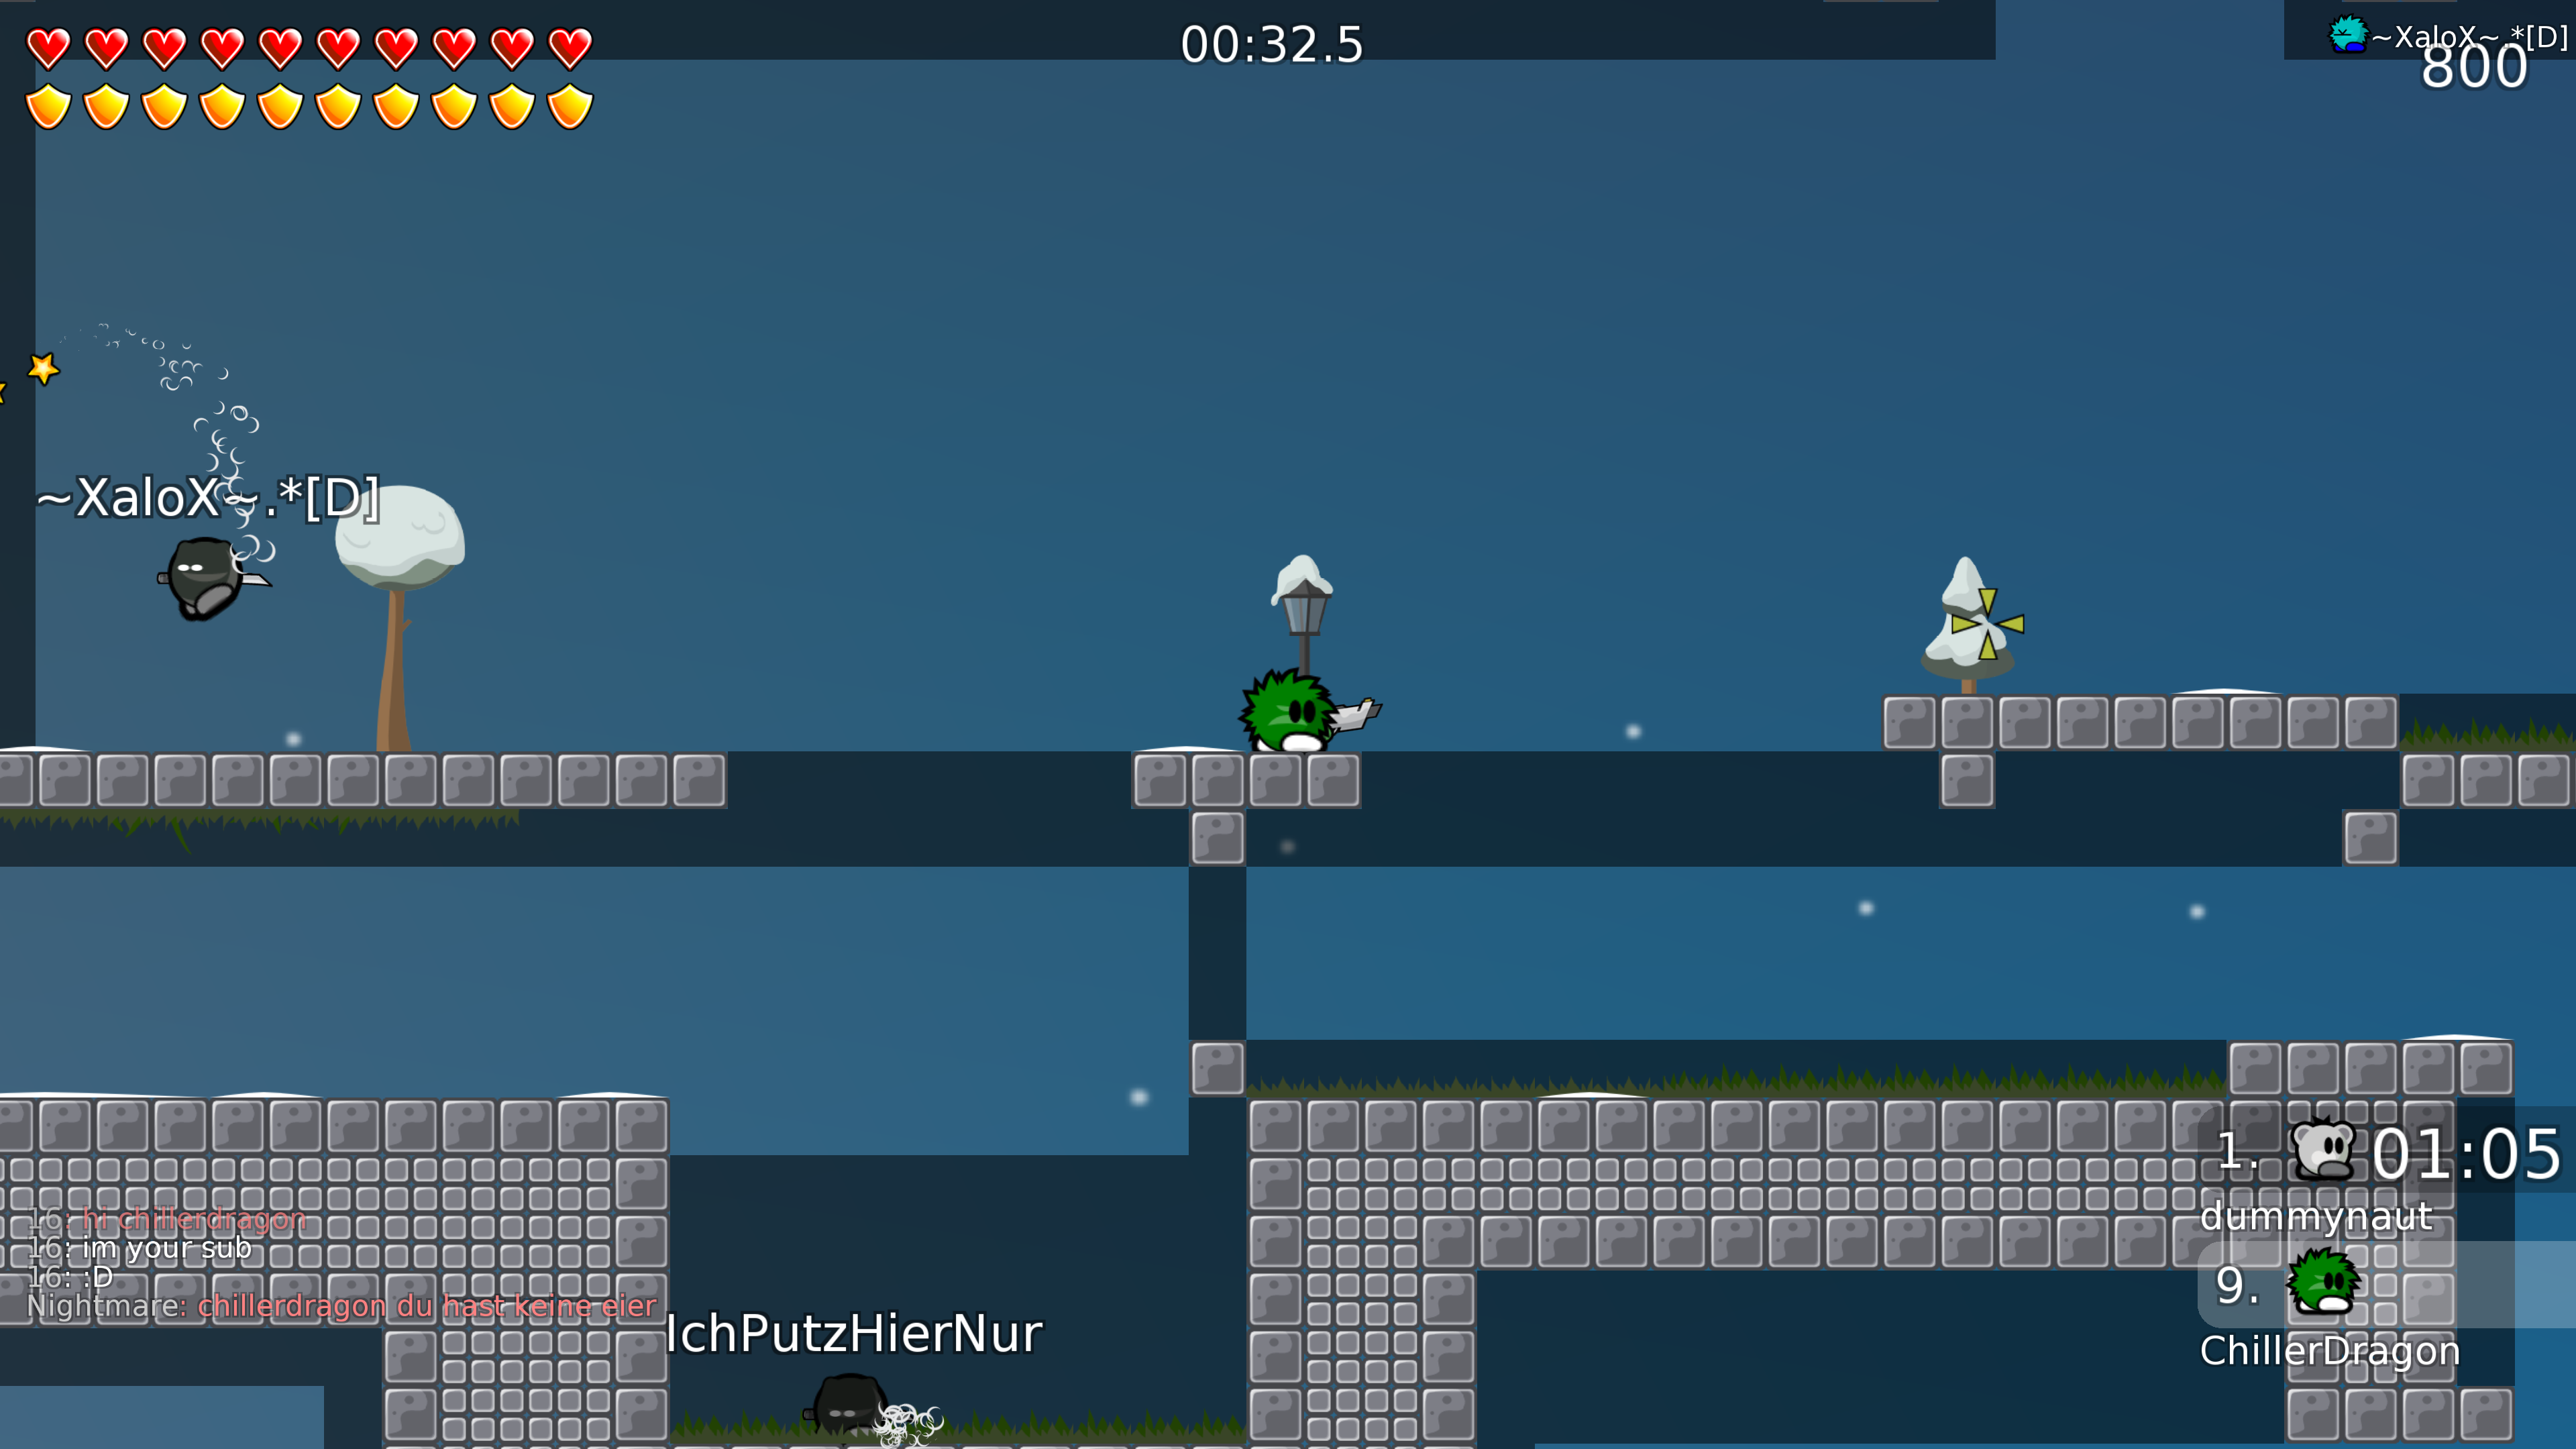 00:32.5
~XaloX~.*[D]
800
~XaloX~.*[D]
1. 01:05
dummynaut
16: hi chillerdragon
16: im your sub
16: :D
Nightmare: chillerdragon du hast keine eier
9.
ChillerDragon
IchPutzHierNur